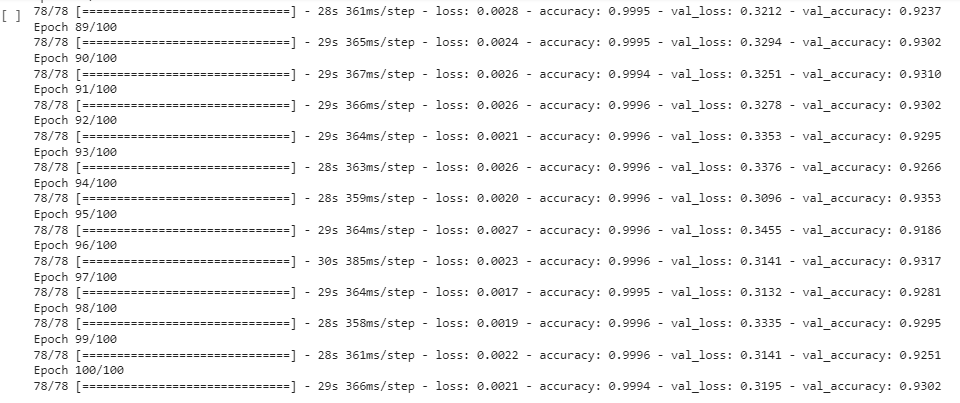 [ ]
78/78 [==============================] - 28s 361ms/step - loss: 0.0028 - accuracy: 0.9995 - val_loss: 0.3212 - val_accuracy: 0.9237
Epoch 89/100
78/78 [==============================] - 29s 365ms/step - loss: 0.0024 - accuracy: 0.9995 - val_loss: 0.3294 - val_accuracy: 0.9302
Epoch 90/100
78/78 [==============================] - 29s 367ms/step - loss: 0.0026 - accuracy: 0.9994 - val_loss: 0.3251 - val_accuracy: 0.9310
Epoch 91/100
78/78 [==============================] - 29s 366ms/step - loss: 0.0026 - accuracy: 0.9996 - val_loss: 0.3278 - val_accuracy: 0.9302
Epoch 92/100
78/78 [==============================] - 29s 364ms/step - loss: 0.0021 - accuracy: 0.9996 - val_loss: 0.3353 - val_accuracy: 0.9295
Epoch 93/100
78/78 [==============================] - 28s 363ms/step - loss: 0.0026 - accuracy: 0.9996 - val_loss: 0.3376 - val_accuracy: 0.9266
Epoch 94/100
78/78 [==============================] - 28s 359ms/step - loss: 0.0020 - accuracy: 0.9996 - val_loss: 0.3096 - val_accuracy: 0.9353
Epoch 95/100
78/78 [==============================] - 29s 364ms/step - loss: 0.0027 - accuracy: 0.9996 - val_loss: 0.3455 - val_accuracy: 0.9186
Epoch 96/100
78/78 [==============================] - 30s 385ms/step - loss: 0.0023 - accuracy: 0.9996 - val_loss: 0.3141 - val_accuracy: 0.9317
Epoch 97/100
78/78 [==============================] - 29s 364ms/step - loss: 0.0017 - accuracy: 0.9995 - val_loss: 0.3132 - val_accuracy: 0.9281
Epoch 98/100
78/78 [==============================] - 28s 358ms/step - loss: 0.0019 - accuracy: 0.9996 - val_loss: 0.3335 - val_accuracy: 0.9295
Epoch 99/100
78/78 [==============================] - 28s 361ms/step - loss: 0.0022 - accuracy: 0.9996 - val_loss: 0.3141 - val_accuracy: 0.9251
Epoch 100/100
78/78 [==============================] - 29s 366ms/step - loss: 0.0021 - accuracy: 0.9994 - val_loss: 0.3195 - val_accuracy: 0.9302